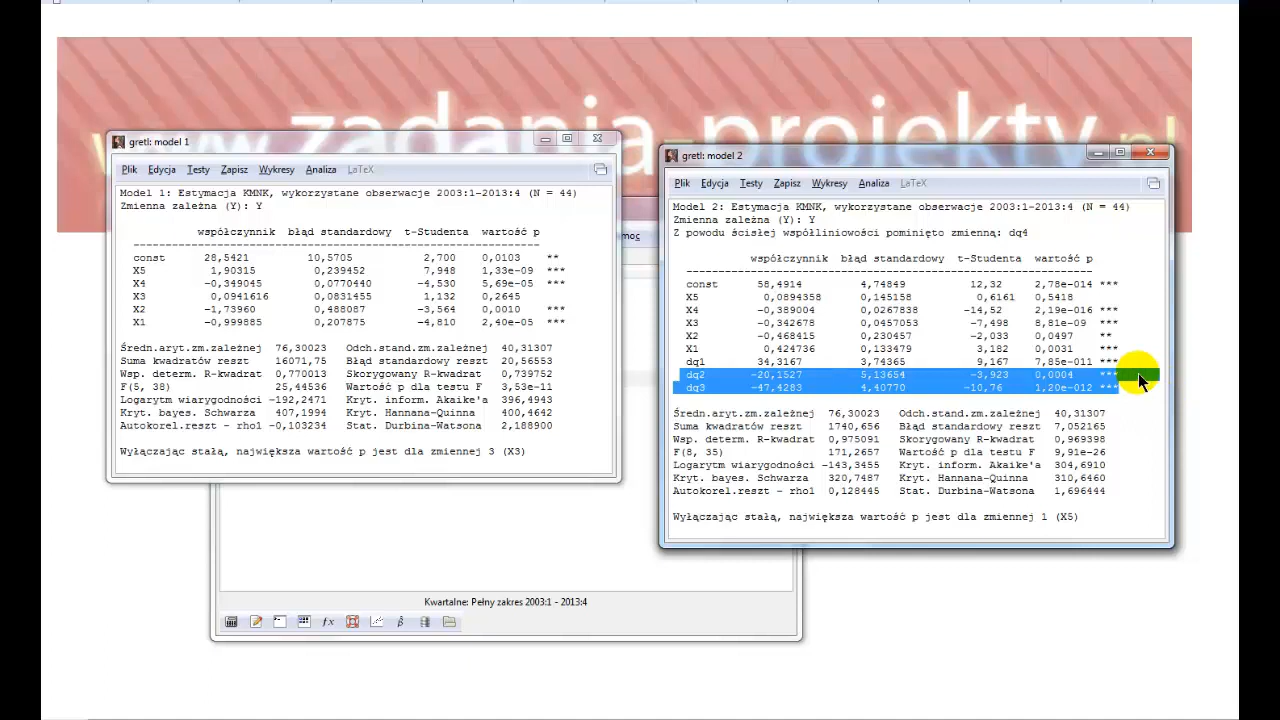 www.zadania-projekty.pl
gretl: model 1
Plik Edycja Testy Zapisz Wykresy Analiza LaTeX
Model 1: Estymacja KMNK, wykorzystane obserwacje 2003:1-2013:4 (N = 44)
Zmienna zależna (Y): Y
współczynnik błąd standardowy t-Studenta wartość p
const 28,5421 10,5705 2,700 0,0103 **
X5 1,90315 0,239452 7,948 1,33e-09 ***
X4 -0,349045 0,0770440 -4,530 5,69e-05 ***
X3 0,0941616 0,0831455 1,132 0,2645
X2 -1,73960 0,488087 -3,564 0,0010 ***
X1 -0,999885 0,207875 -4,810 2,40e-05 ***
Średn.aryt.zm.zależnej 76,30023 Odch.stand.zm.zależnej 40,31307
Suma kwadratów reszt 16071,75 Błąd standardowy reszt 20,56553
Wsp. determ. R-kwadrat 0,770013 Skorygowany R-kwadrat 0,739752
F(5, 38) 25,44536 Wartość p dla testu F 3,53e-11
Logarytm wiarygodności -192,2471 Kryt. inform. Akaike'a 396,4943
Kryt. bayes. Schwarza 407,1994 Kryt. Hannana-Quinna 400,4642
Autokorel.reszt - rho1 -0,103234 Stat. Durbina-Watsona 2,188900
Wyłączając stałą, największa wartość p jest dla zmiennej 3 (X3)
moc
gretl: model 2
Plik Edycja Testy Zapisz Wykresy Analiza LaTeX
Model 2: Estymacja KMNK, wykorzystane obserwacje 2003:1-2013:4 (N = 44)
Zmienna zależna (Y): Y
Z powodu ścisłej współliniowości pominięto zmienną: dq4
współczynnik błąd standardowy t-Studenta wartość p
const 58,4914 4,74849 12,32 2,78e-014 ***
X5 0,0894358 0,145158 0,6161 0,5418
X4 -0,389004 0,0267838 -14,52 2,19e-016 ***
X3 -0,342678 0,0457053 -7,498 8,81e-09 ***
X2 -0,468415 0,230457 -2,033 0,0497 **
X1 0,424736 0,133479 3,182 0,0031 ***
dq1 34,3167 3,74365 9,167 7,85e-011 ***
dq2 -20,1527 5,13654 -3,923 0,0004 ***
dq3 -47,4283 4,40770 -10,76 1,20e-012 ***
Średn.aryt.zm.zależnej 76,30023 Odch.stand.zm.zależnej 40,31307
Suma kwadratów reszt 1740,656 Błąd standardowy reszt 7,052165
Wsp. determ. R-kwadrat 0,975091 Skorygowany R-kwadrat 0,969398
F(8, 35) 171,2657 Wartość p dla testu F 9,91e-26
Logarytm wiarygodności -143,3455 Kryt. inform. Akaike'a 304,6910
Kryt. bayes. Schwarza 320,7487 Kryt. Hannana-Quinna 310,6460
Autokorel.reszt - rho1 0,128445 Stat. Durbina-Watsona 1,696444
Wyłączając stałą, największa wartość p jest dla zmiennej 1 (X5)
Kwartalne: Pełny zakres 2003:1 - 2013:4